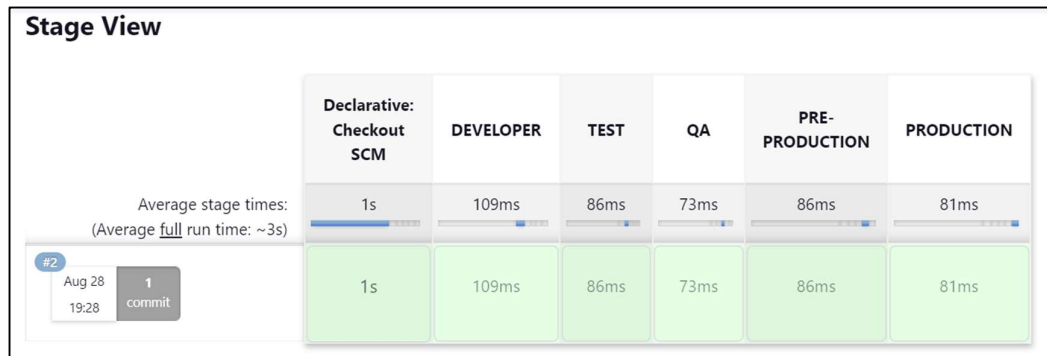 Stage View
Declarative:
Checkout
SCM
DEVELOPER
TEST
QA
PRE-
PRODUCTION
PRODUCTION
Average stage times:
(Average full run time: ~3s)
1s
109ms
86ms
73ms
86ms
81ms
#2
Aug 28
19:28
1
commit
1s
109ms
86ms
73ms
86ms
81ms